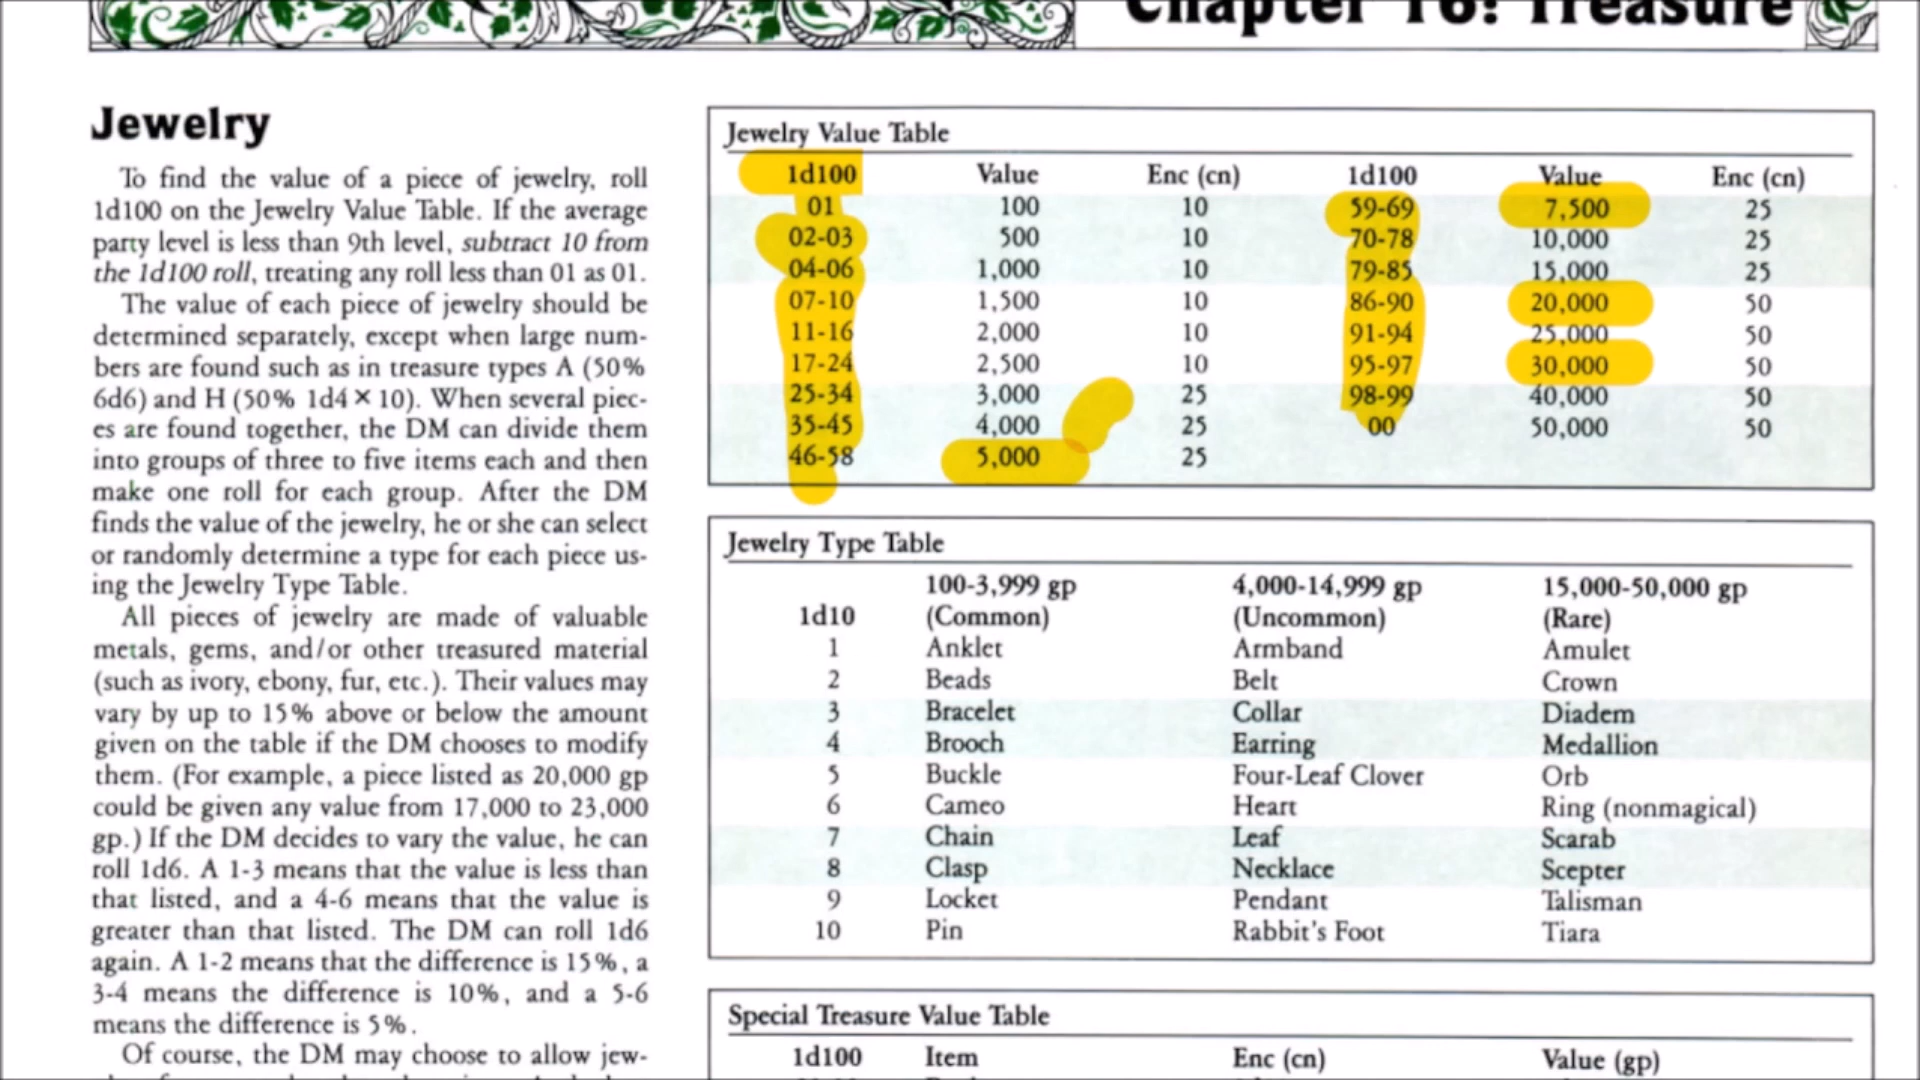 Chapter 16: Treasure
Jewelry
To find the value of a piece of jewelry, roll
1d100 on the Jewelry Value Table. If the average
party level is less than 9th level, subtract 10 from
the 1d100 roll, treating any roll less than 01 as 01.
The value of each piece of jewelry should be
determined separately, except when large num-
bers are found such as in treasure types A (50%
6d6) and H (50% 1d4 × 10). When several piec-
es are found together, the DM can divide them
into groups of three to five items each and then
make one roll for each group. After the DM
finds the value of the jewelry, he or she can select
or randomly determine a type for each piece us-
ing the Jewelry Type Table.
All pieces of jewelry are made of valuable
metals, gems, and/or other treasured material
(such as ivory, ebony, fur, etc.). Their values may
vary by up to 15% above or below the amount
given on the table if the DM chooses to modify
them. (For example, a piece listed as 20,000 gp
could be given any value from 17,000 to 23,000
gp.) If the DM decides to vary the value, he can
roll 1d6. A 1-3 means that the value is less than
that listed, and a 4-6 means that the value is
greater than that listed. The DM can roll 1d6
again. A 1-2 means that the difference is 15%, a
3-4 means the difference is 10%, and a 5-6
means the difference is 5%.
Of course, the DM may choose to allow jew-
Jewelry Value Table
1d100 Value Enc (cn) 1d100 Value Enc (cn)
01 100 10 59-69 7,500 25
02-03 500 10 70-78 10,000 25
04-06 1,000 10 79-85 15,000 25
07-10 1,500 10 86-90 20,000 50
11-16 2,000 10 91-94 25,000 50
17-24 2,500 10 95-97 30,000 50
25-34 3,000 25 98-99 40,000 50
35-45 4,000 25 00 50,000 50
46-58 5,000 25
Jewelry Type Table
100-3,999 gp 4,000-14,999 gp 15,000-50,000 gp
1d10 (Common) (Uncommon) (Rare)
1 Anklet Armband Amulet
2 Beads Belt Crown
3 Bracelet Collar Diadem
4 Brooch Earring Medallion
5 Buckle Four-Leaf Clover Orb
6 Cameo Heart Ring (nonmagical)
7 Chain Leaf Scarab
8 Clasp Necklace Scepter
9 Locket Pendant Talisman
10 Pin Rabbit's Foot Tiara
Special Treasure Value Table
1d100 Item Enc (cn) Value (gp)